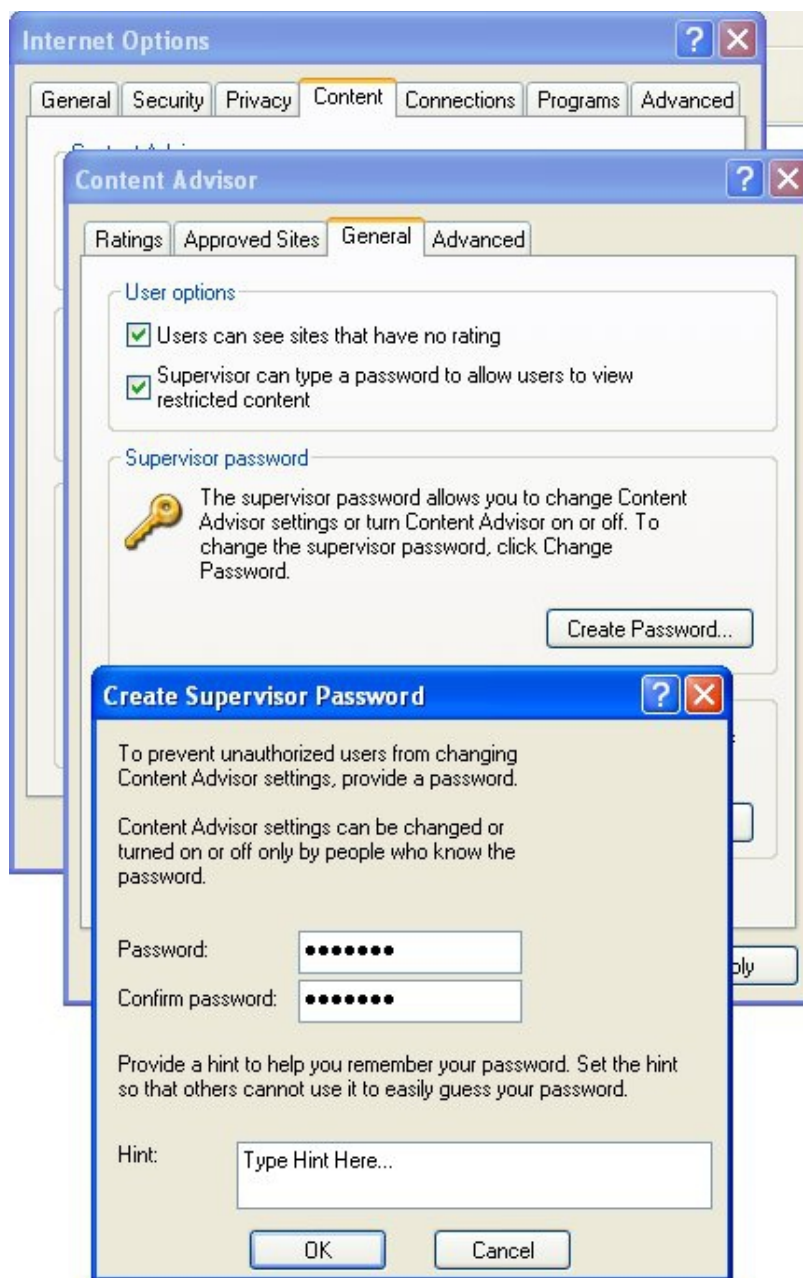 Internet Options
General Security Privacy Content Connections Programs Advanced
Content Advisor
Ratings Approved Sites General Advanced
User options
Users can see sites that have no rating
Supervisor can type a password to allow users to view
restricted content
Supervisor password
The supervisor password allows you to change Content
Advisor settings or turn Content Advisor on or off. To
change the supervisor password, click Change
Password.
Create Password...
Create Supervisor Password
To prevent unauthorized users from changing
Content Advisor settings, provide a password.
Content Advisor settings can be changed or
turned on or off only by people who know the
password.
Password: •••••••
Confirm password: •••••••
Provide a hint to help you remember your password. Set the hint
so that others cannot use it to easily guess your password.
Hint: Type Hint Here...
OK Cancel